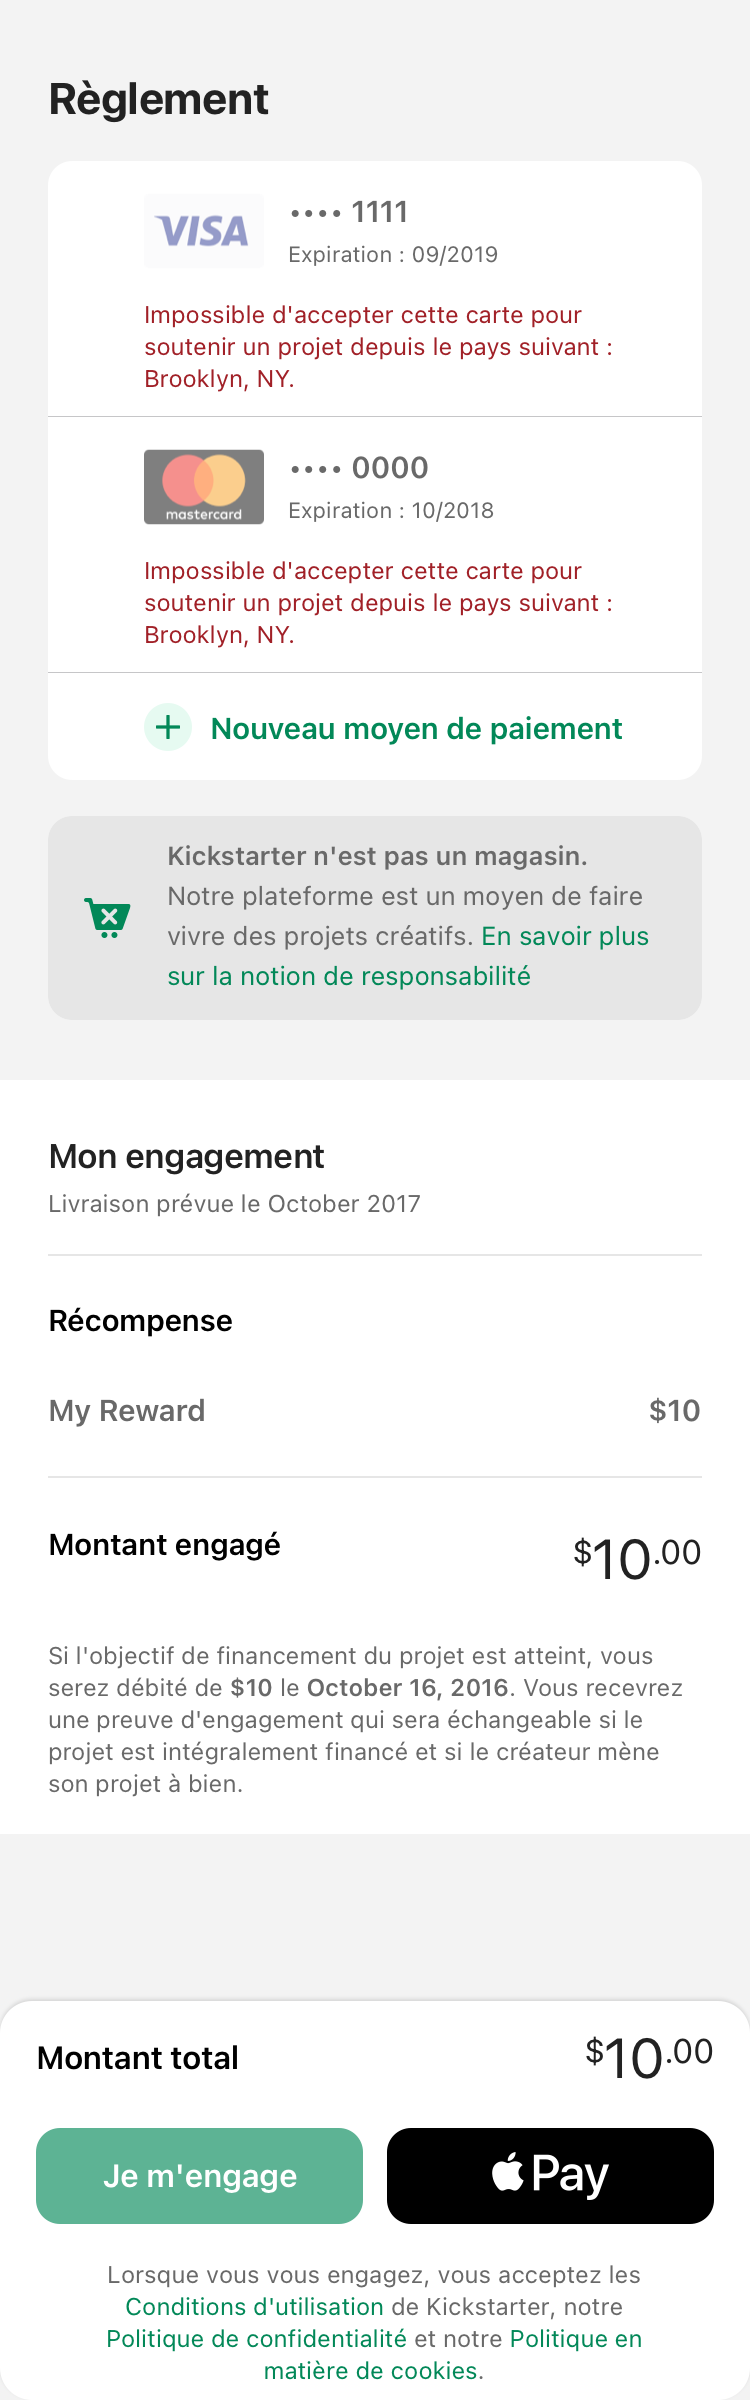 Règlement
VISA
•••• 1111
Expiration : 09/2019
Impossible d'accepter cette carte pour
soutenir un projet depuis le pays suivant :
Brooklyn, NY.
mastercard
•••• 0000
Expiration : 10/2018
Impossible d'accepter cette carte pour
soutenir un projet depuis le pays suivant :
Brooklyn, NY.
Nouveau moyen de paiement
Kickstarter n'est pas un magasin.
Notre plateforme est un moyen de faire
vivre des projets créatifs. En savoir plus
sur la notion de responsabilité
Mon engagement
Livraison prévue le October 2017
Récompense
My Reward $10
Montant engagé $10.00
Si l'objectif de financement du projet est atteint, vous
serez débité de $10 le October 16, 2016. Vous recevrez
une preuve d'engagement qui sera échangeable si le
projet est intégralement financé et si le créateur mène
son projet à bien.
Montant total $10.00
Je m'engage
Pay
Lorsque vous vous engagez, vous acceptez les
Conditions d'utilisation de Kickstarter, notre
Politique de confidentialité et notre Politique en
matière de cookies.